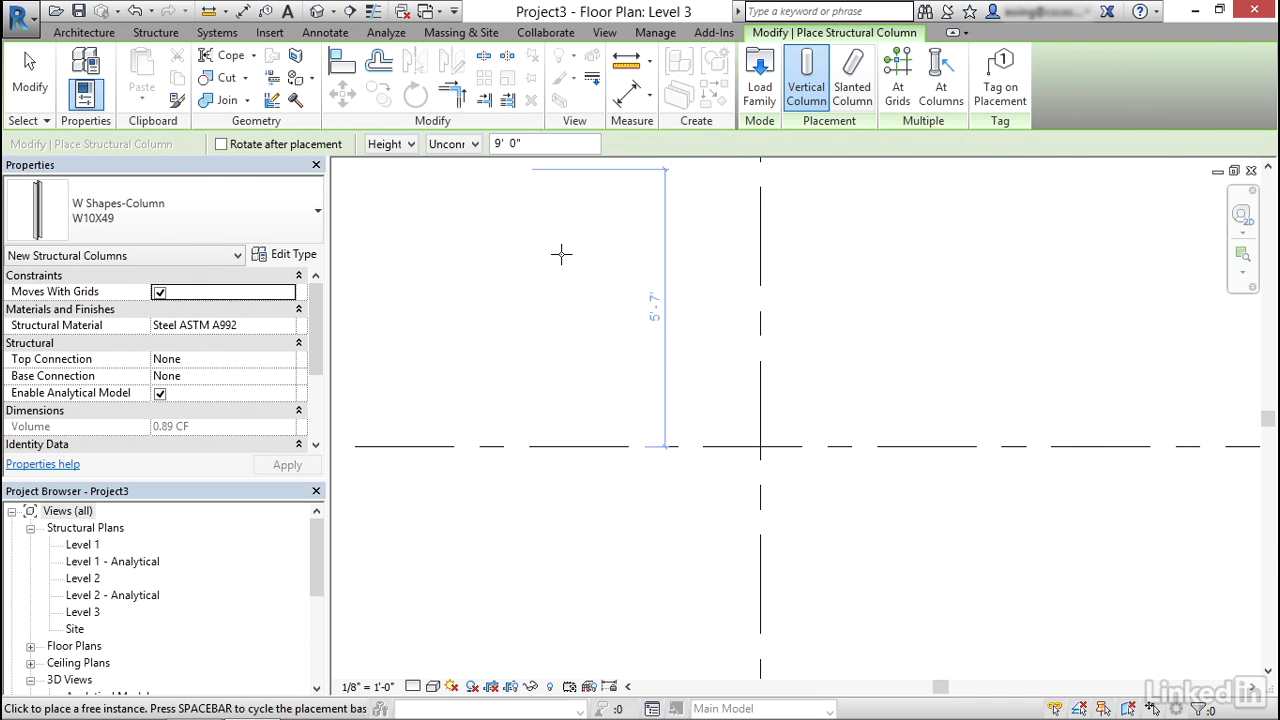 Project3 - Floor Plan: Level 3
Type a keyword or phrase
Architecture Structure Systems Insert Annotate Analyze Massing & Site Collaborate View Manage Add-Ins Modify | Place Structural Column
Modify
Paste
Cope
Cut
Join
Load Family
Vertical Column
Slanted Column
At Grids
At Columns
Tag on Placement
Select Properties Clipboard Geometry Modify View Measure Create Mode Placement Multiple Tag
Modify | Place Structural Column Rotate after placement Height Unconn 9' 0"
Properties
W Shapes-Column
W10X49
New Structural Columns Edit Type
Constraints
Moves With Grids
Materials and Finishes
Structural Material Steel ASTM A992
Structural
Top Connection None
Base Connection None
Enable Analytical Model
Dimensions
Volume 0.89 CF
Identity Data
Properties help Apply
Project Browser - Project3
Views (all)
Structural Plans
Level 1
Level 1 - Analytical
Level 2
Level 2 - Analytical
Level 3
Site
Floor Plans
Ceiling Plans
3D Views
5' - 7"
1/8" = 1'-0"
Click to place a free instance. Press SPACEBAR to cycle the placement bas :0 Main Model :0
Linked in